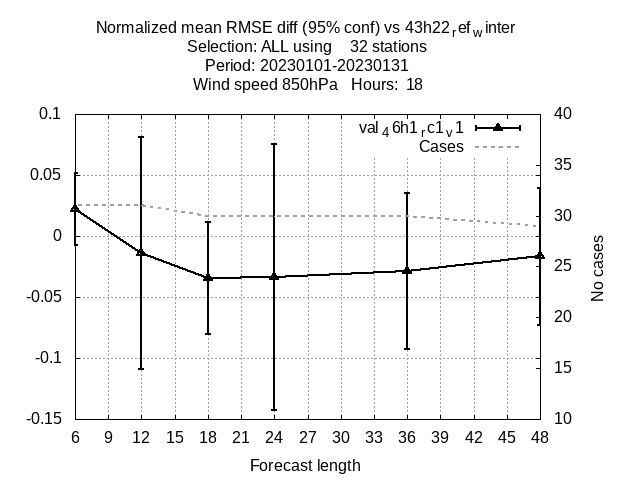 Normalized mean RMSE diff (95% conf) vs 43h22ref winter
Selection: ALL using 32 stations
Period: 20230101-20230131
Wind speed 850hPa Hours: 18
val46h1rc1v1
Cases
0.1
0.05
0
-0.05
-0.1
-0.15
40
35
30
25
20
15
10
No cases
6 9 12 15 18 21 24 27 30 33 36 39 42 45 48
Forecast length